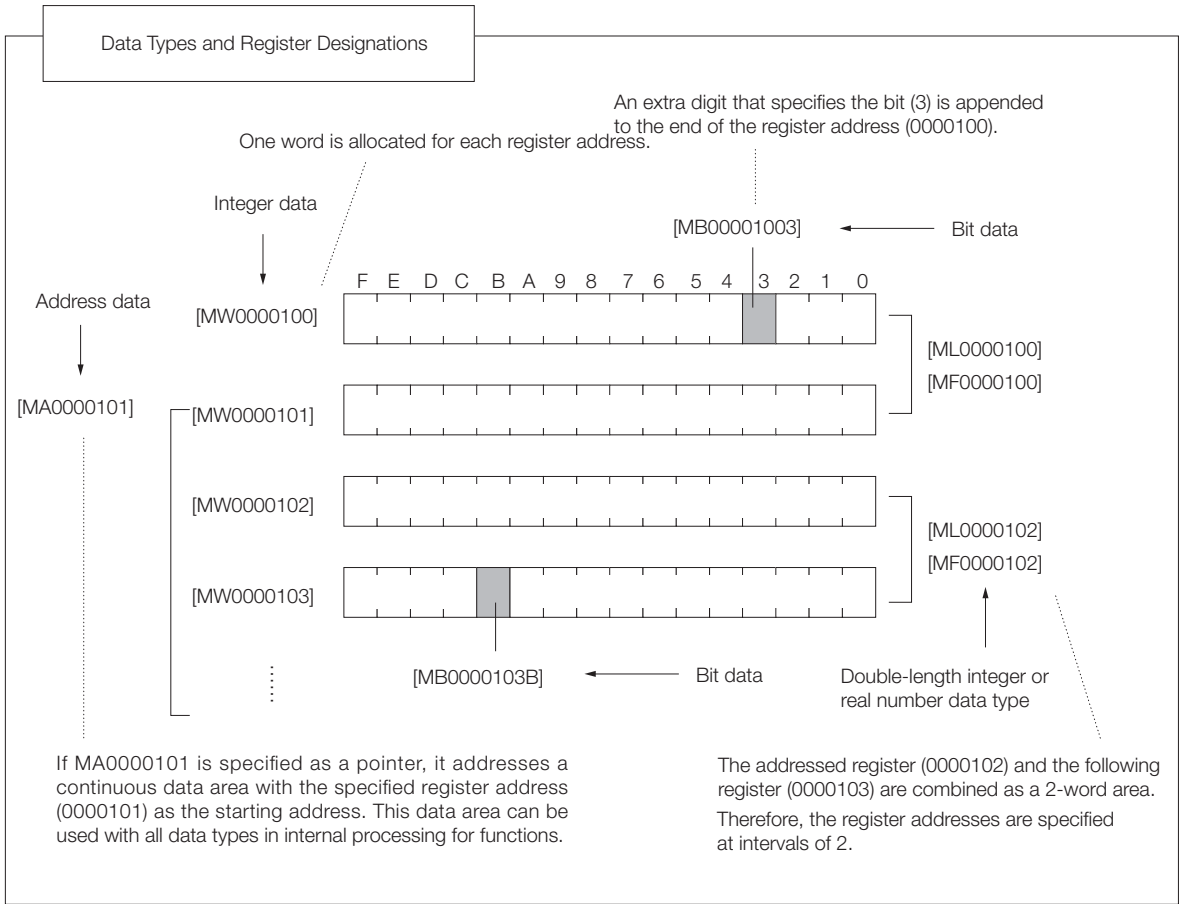 Data Types and Register Designations
An extra digit that specifies the bit (3) is appended
to the end of the register address (0000100).
One word is allocated for each register address.
Integer data
[MB00001003]
Bit data
F E D C B A 9 8 7 6 5 4 3 2 1 0
Address data
[MW0000100]
[ML0000100]
[MF0000100]
[MA0000101]
[MW0000101]
[MW0000102]
[ML0000102]
[MF0000102]
[MW0000103]
[MB0000103B]
Bit data
Double-length integer or
real number data type
If MA0000101 is specified as a pointer, it addresses a
continuous data area with the specified register address
(0000101) as the starting address. This data area can be
used with all data types in internal processing for functions.
The addressed register (0000102) and the following
register (0000103) are combined as a 2-word area.
Therefore, the register addresses are specified
at intervals of 2.